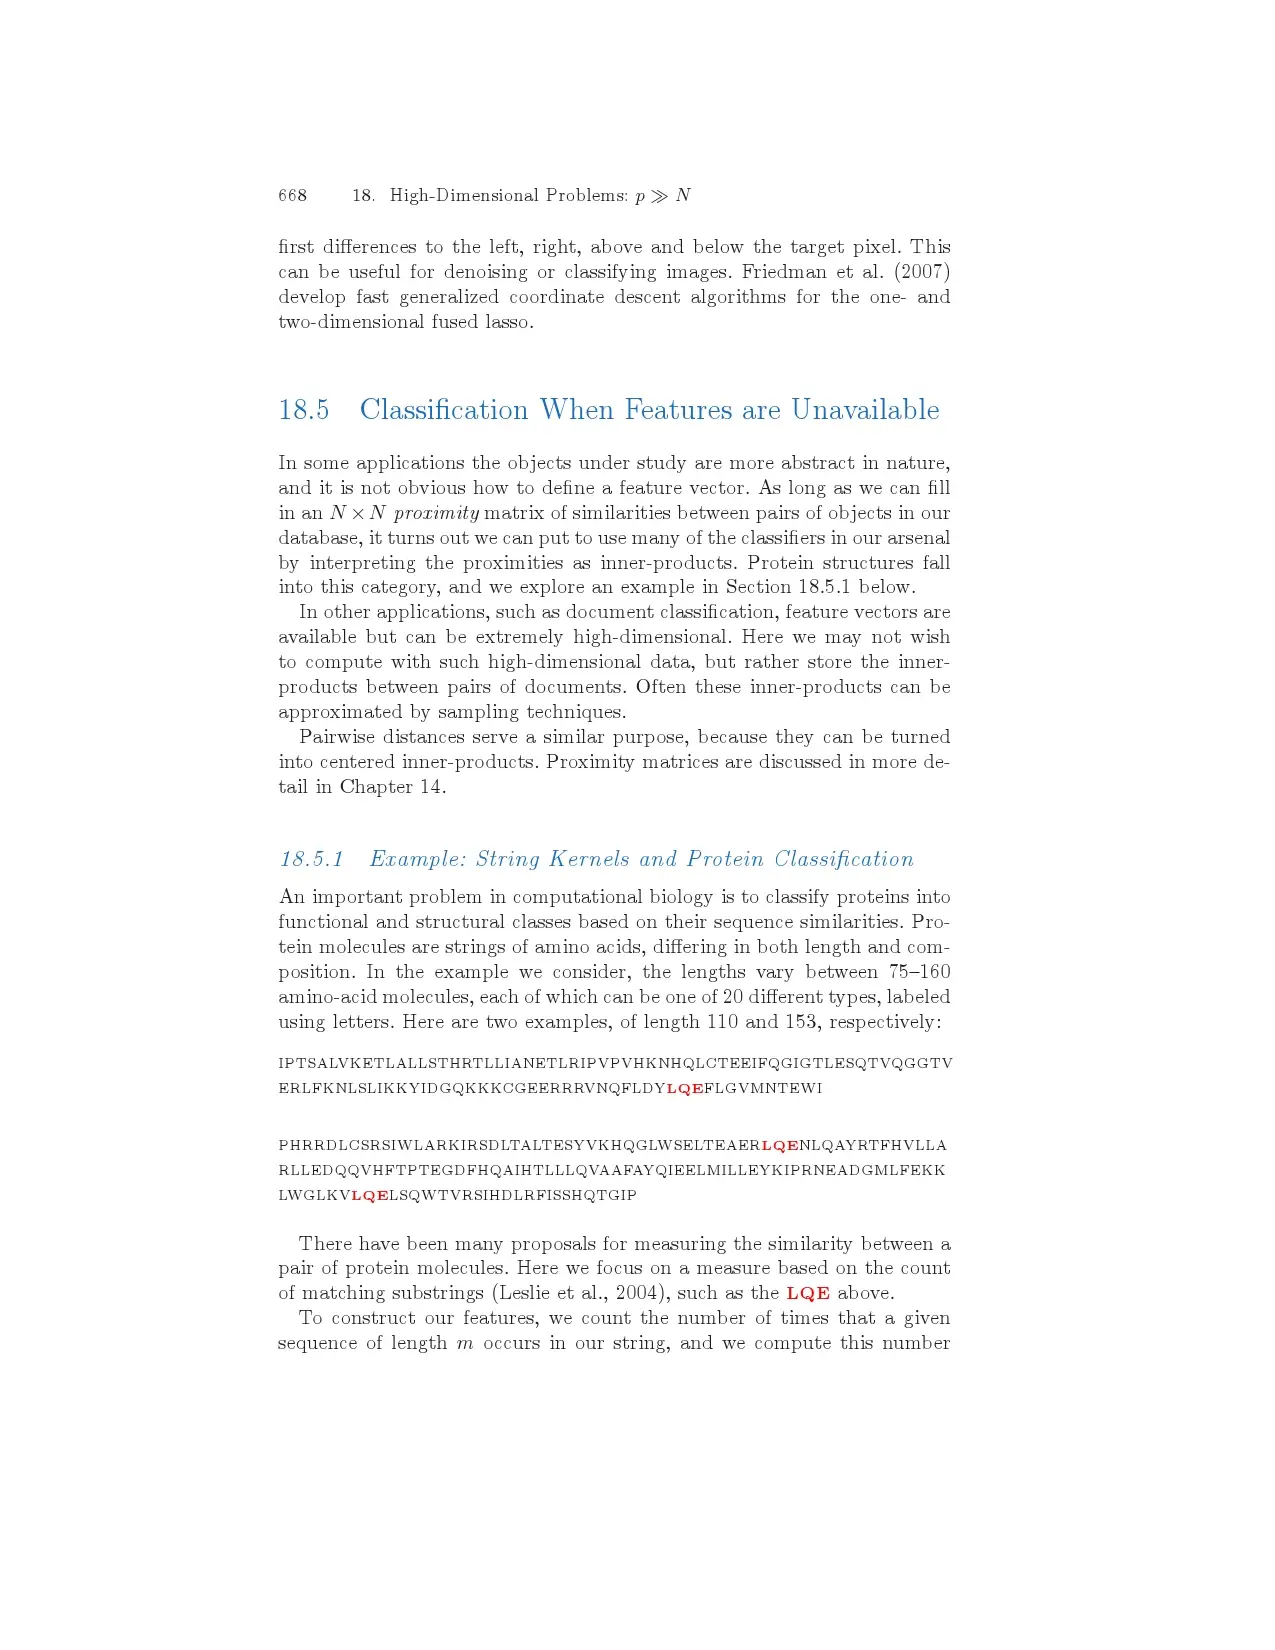 668 18. High-Dimensional Problems: p ≫ N
first differences to the left, right, above and below the target pixel. This
can be useful for denoising or classifying images. Friedman et al. (2007)
develop fast generalized coordinate descent algorithms for the one- and
two-dimensional fused lasso.
18.5 Classification When Features are Unavailable
In some applications the objects under study are more abstract in nature,
and it is not obvious how to define a feature vector. As long as we can fill
in an N × N proximity matrix of similarities between pairs of objects in our
database, it turns out we can put to use many of the classifiers in our arsenal
by interpreting the proximities as inner-products. Protein structures fall
into this category, and we explore an example in Section 18.5.1 below.
In other applications, such as document classification, feature vectors are
available but can be extremely high-dimensional. Here we may not wish
to compute with such high-dimensional data, but rather store the inner-
products between pairs of documents. Often these inner-products can be
approximated by sampling techniques.
Pairwise distances serve a similar purpose, because they can be turned
into centered inner-products. Proximity matrices are discussed in more de-
tail in Chapter 14.
18.5.1 Example: String Kernels and Protein Classification
An important problem in computational biology is to classify proteins into
functional and structural classes based on their sequence similarities. Pro-
tein molecules are strings of amino acids, differing in both length and com-
position. In the example we consider, the lengths vary between 75–160
amino-acid molecules, each of which can be one of 20 different types, labeled
using letters. Here are two examples, of length 110 and 153, respectively:
IPTSALVKETLALLSTHRTLLIANETLRIPVPVHKNHQLCTEEIFQGIGTLESQTVQGGTV
ERLFKNLSLIKKYIDGQKKKCGEERRRVNQFLDYLQEFLGVMNTEWI
PHRRDLCSRSIWLARKIRSDLTALTESYVKHQGLWSELTEAERLQENLQAYRTFHVLLA
RLLEDQQVHFTPTEGDFHQAIHTLLLQVAAFAYQIEELMILLEYKIPRNEADGMLFEKK
LWGLKVLQELSQWTVRSIHDLRFISSHQTGIP
There have been many proposals for measuring the similarity between a
pair of protein molecules. Here we focus on a measure based on the count
of matching substrings (Leslie et al., 2004), such as the LQE above.
To construct our features, we count the number of times that a given
sequence of length m occurs in our string, and we compute this number